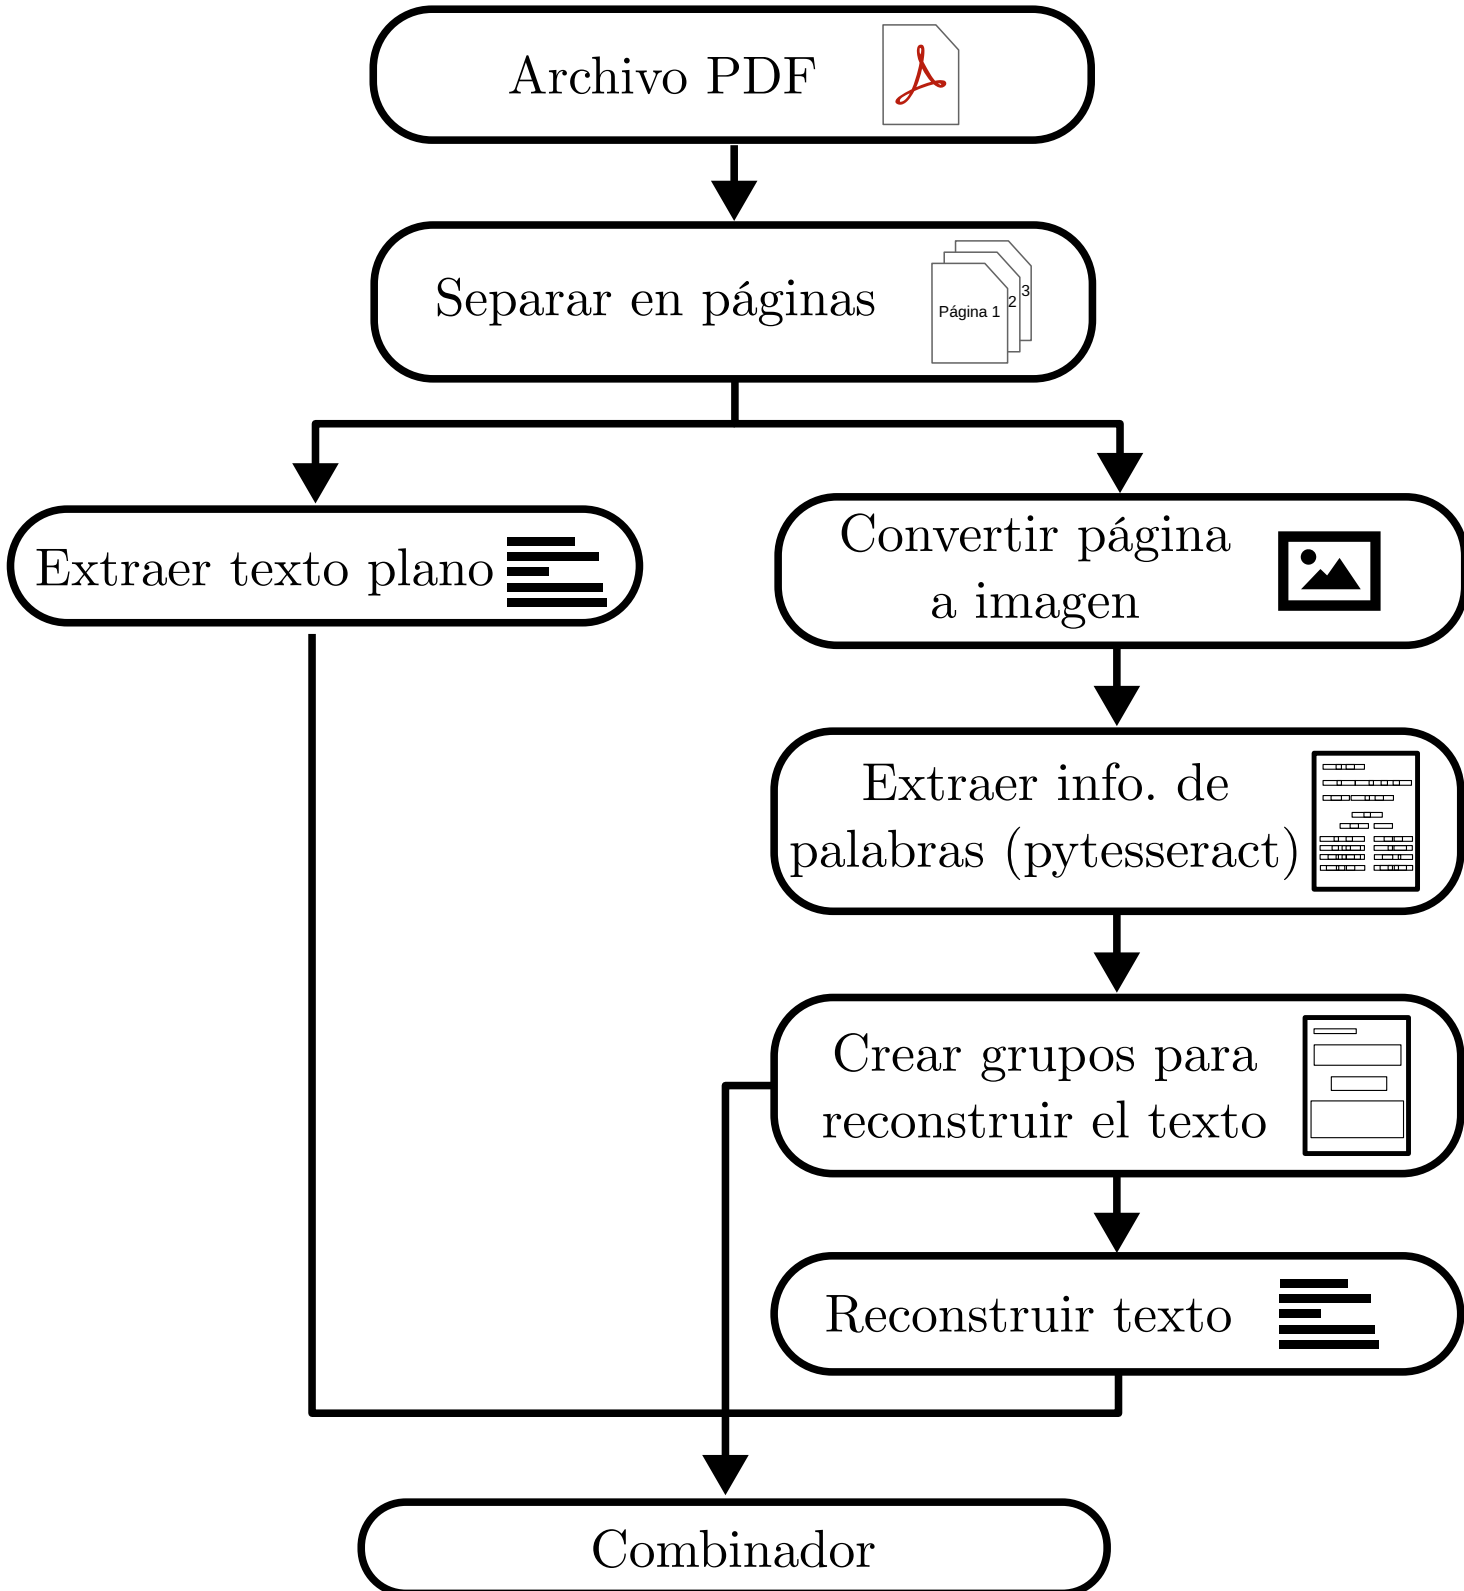 Archivo PDF
Separar en páginas
Página 1
2
3
Extraer texto plano
Convertir página
a imagen
Extraer info. de
palabras (pytesseract)
Crear grupos para
reconstruir el texto
Reconstruir texto
Combinador